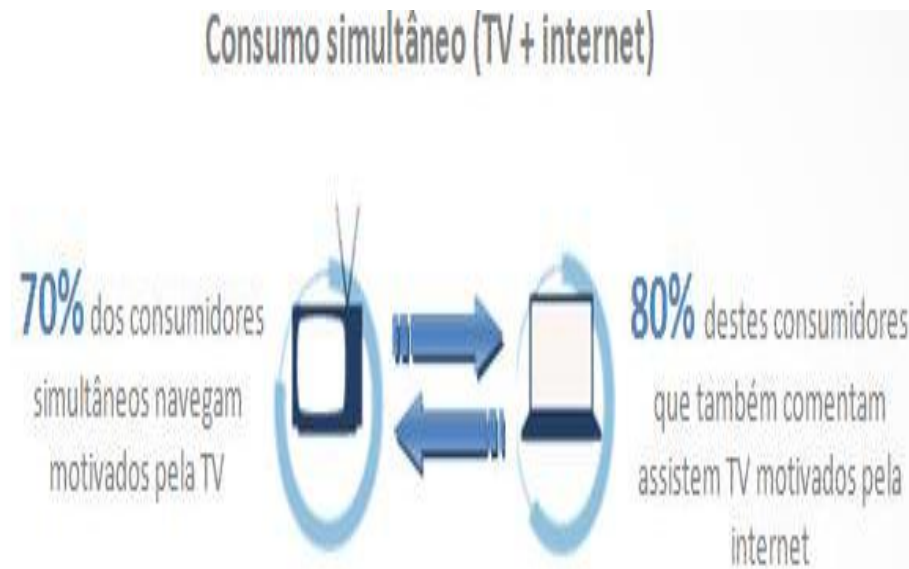 Consumo simultâneo (TV + internet)
70% dos consumidores
simultâneos navegam
motivados pela TV
80% destes consumidores
que também comentam
assistem TV motivados pela
internet